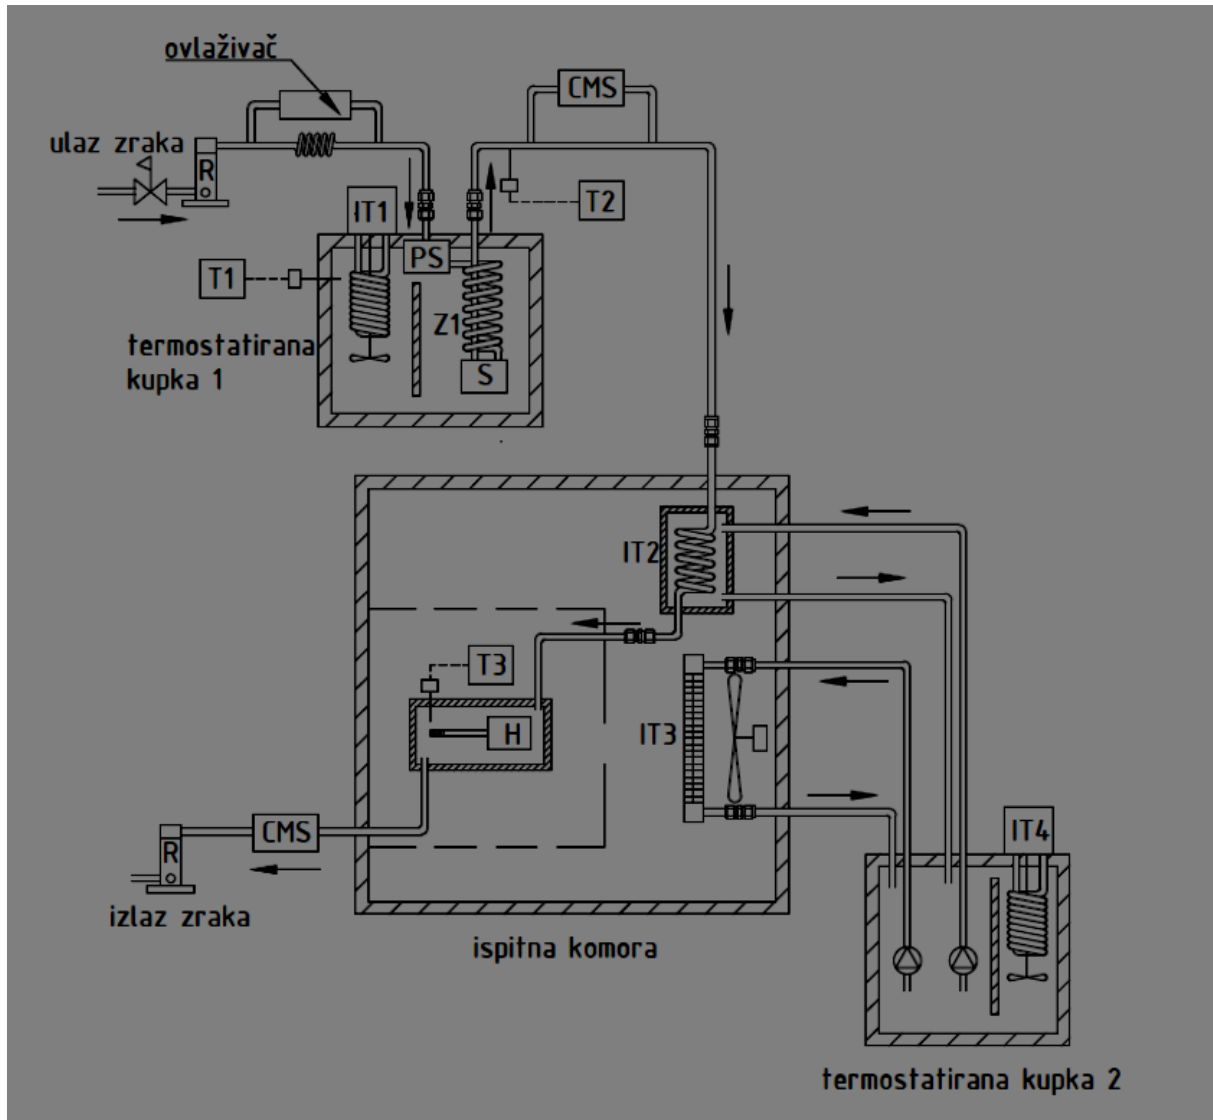 ovlaživač
CMS
ulaz zraka
R
IT1
T2
PS
T1
Z1
termostatirana
kupka 1
S
IT2
T3
H
IT3
CMS
IT4
R
izlaz zraka
ispitna komora
termostatirana kupka 2